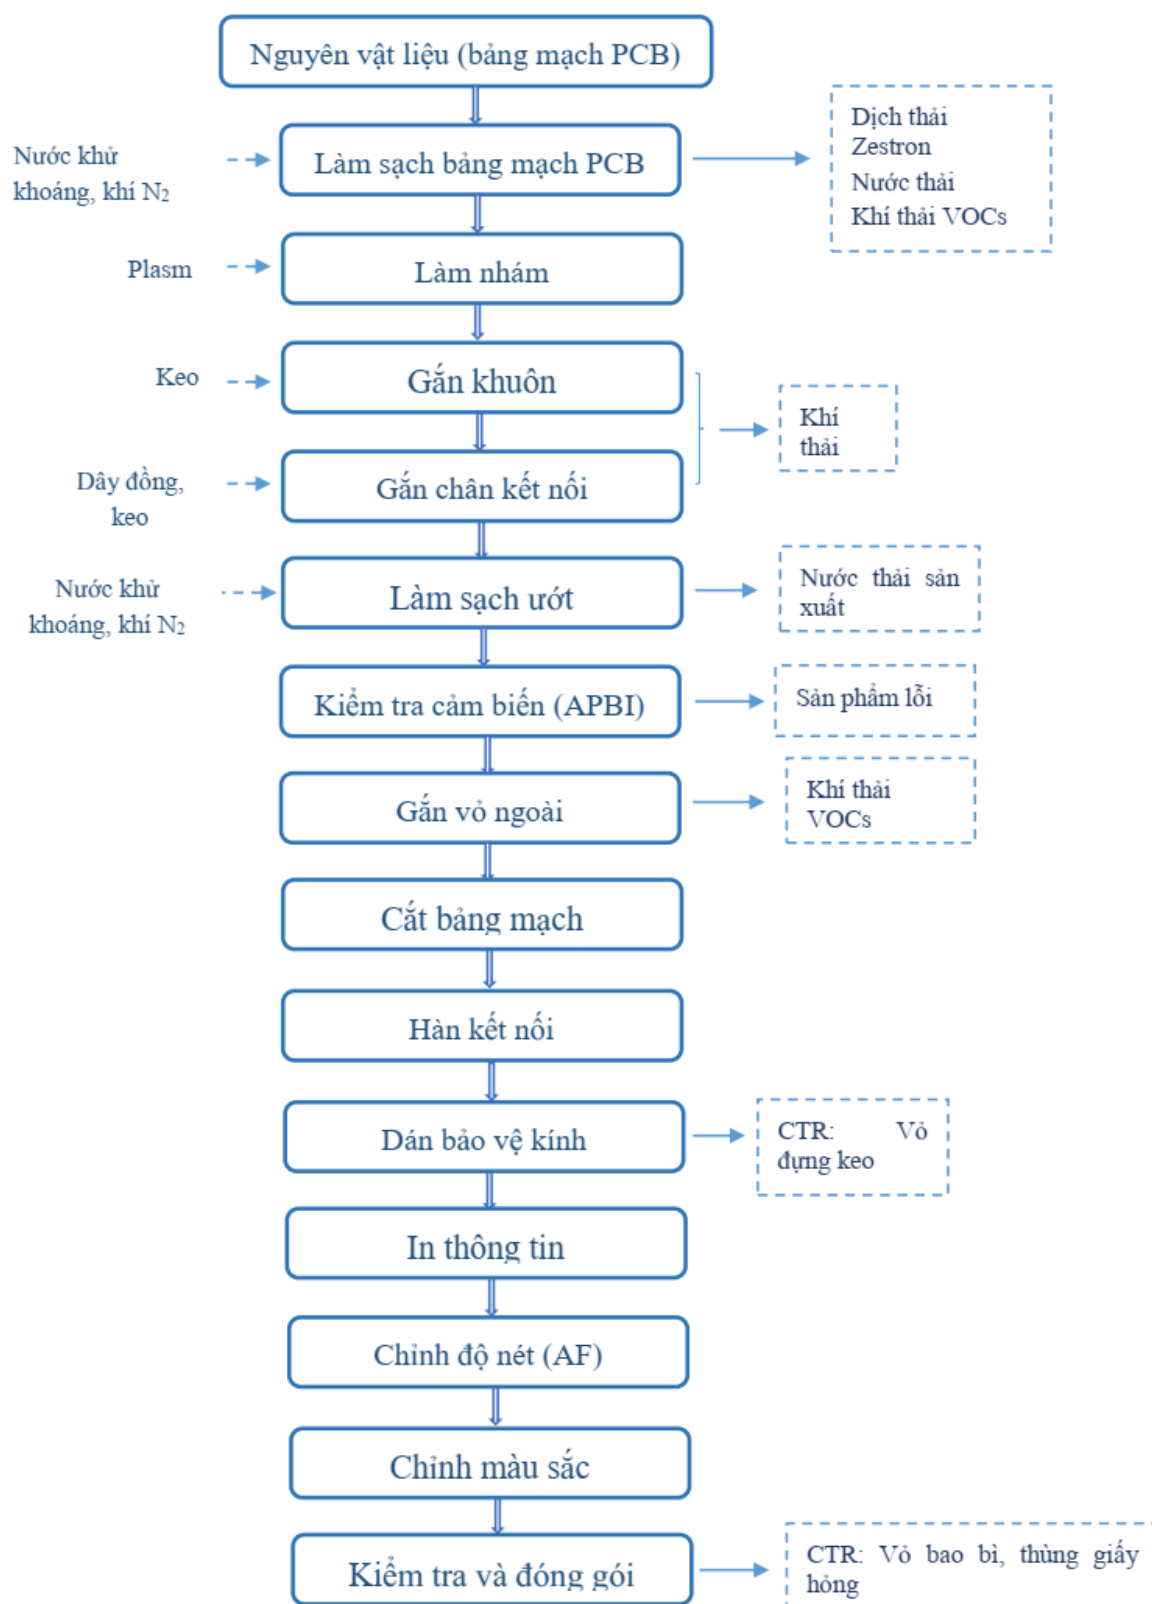 Nguyên vật liệu (bảng mạch PCB)
Nước khử
khoáng, khí N₂
Làm sạch bảng mạch PCB
Dịch thải
Zestron
Nước thải
Khí thải VOCs
Plasm
Làm nhám
Keo
Gắn khuôn
Khí
thải
Dây đồng,
keo
Gắn chân kết nối
Nước khử
khoáng, khí N₂
Làm sạch ướt
Nước thải sản
xuất
Kiểm tra cảm biến (APBI)
Sản phẩm lỗi
Gắn vỏ ngoài
Khí thải
VOCs
Cắt bảng mạch
Hàn kết nối
Dán bảo vệ kính
CTR: Vỏ
đựng keo
In thông tin
Chỉnh độ nét (AF)
Chỉnh màu sắc
Kiểm tra và đóng gói
CTR: Vỏ bao bì, thùng giấy
hỏng